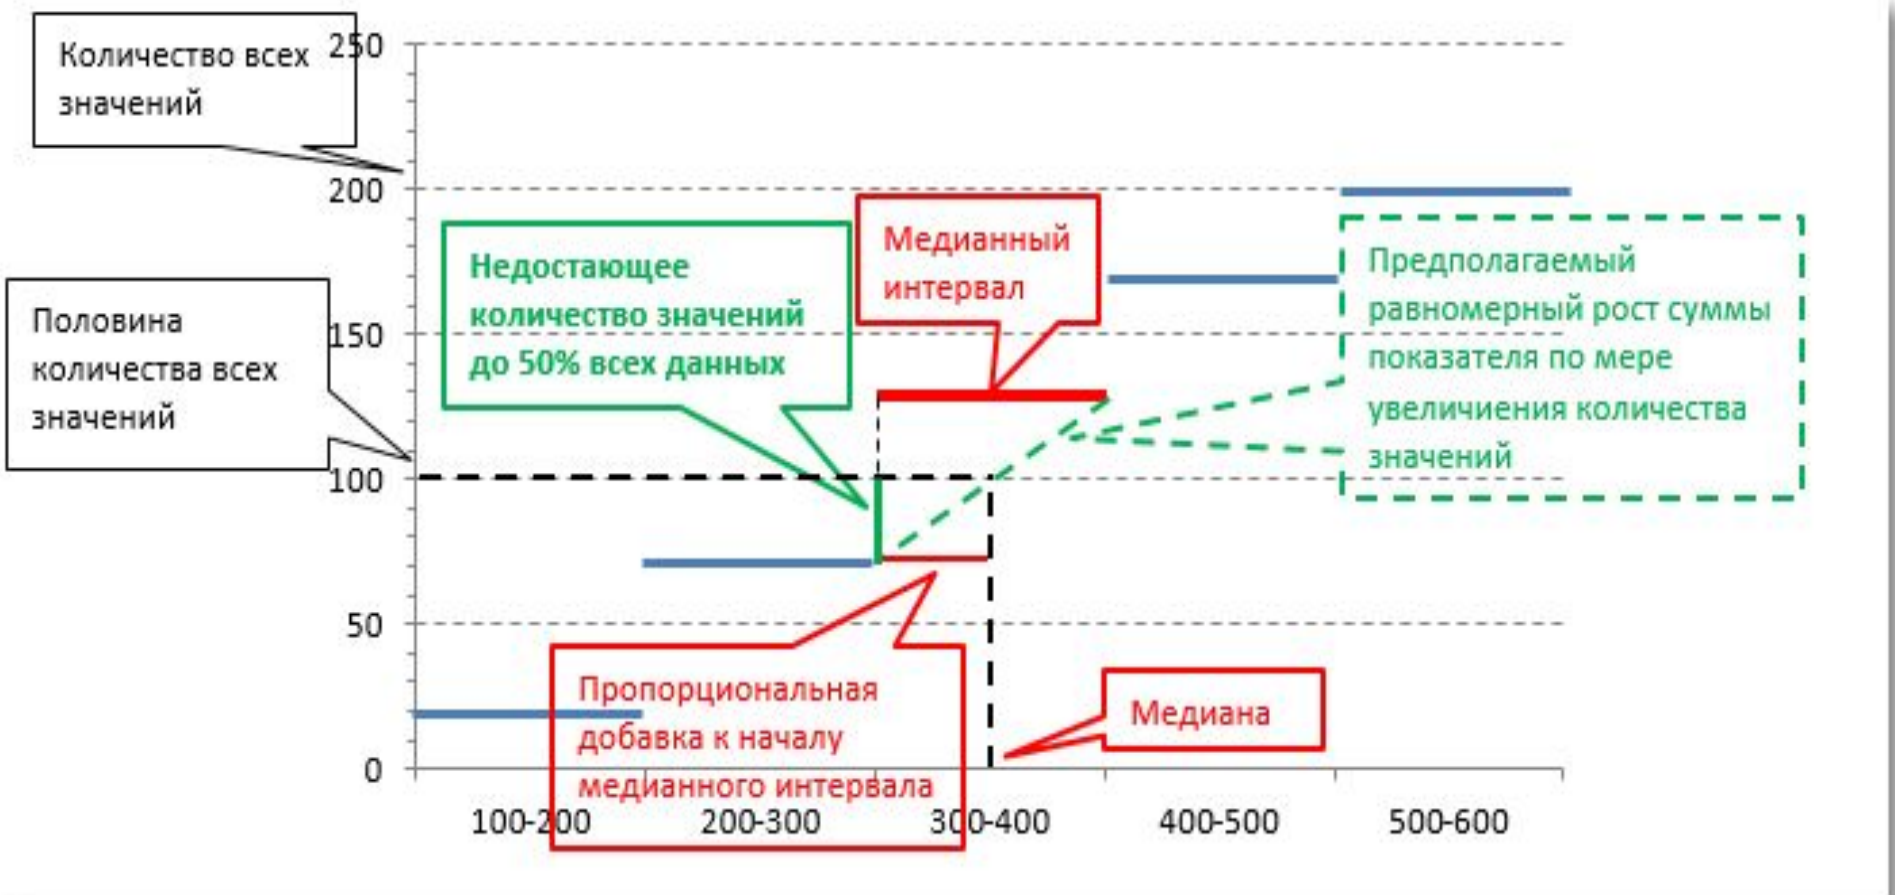 Количество всех
значений
250
200
Медианный
интервал
Недостающее
количество значений
до 50% всех данных
Предполагаемый
равномерный рост суммы
показателя по мере
увеличиения количества
значений
Половина
количества всех
значений
150
100
50
0
Пропорциональная
добавка к началу
медианного интервала
Медиана
100-200
200-300
300-400
400-500
500-600